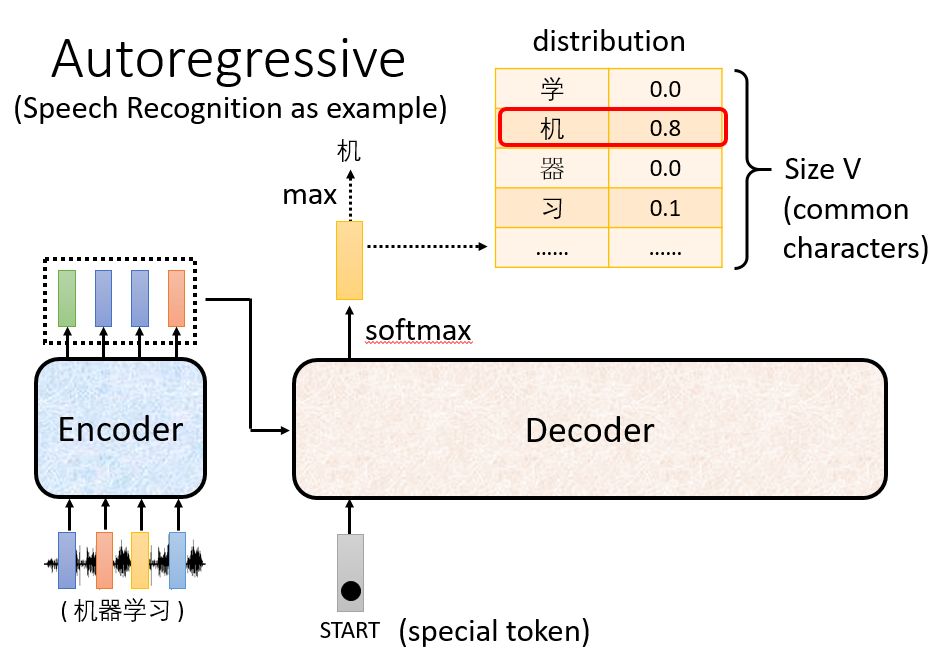 Autoregressive
(Speech Recognition as example)
distribution
学 0.0
机 0.8
器 0.0
习 0.1
...... ......
Size V
(common
characters)
机
max
softmax
Encoder
Decoder
( 机器学习 )
START (special token)